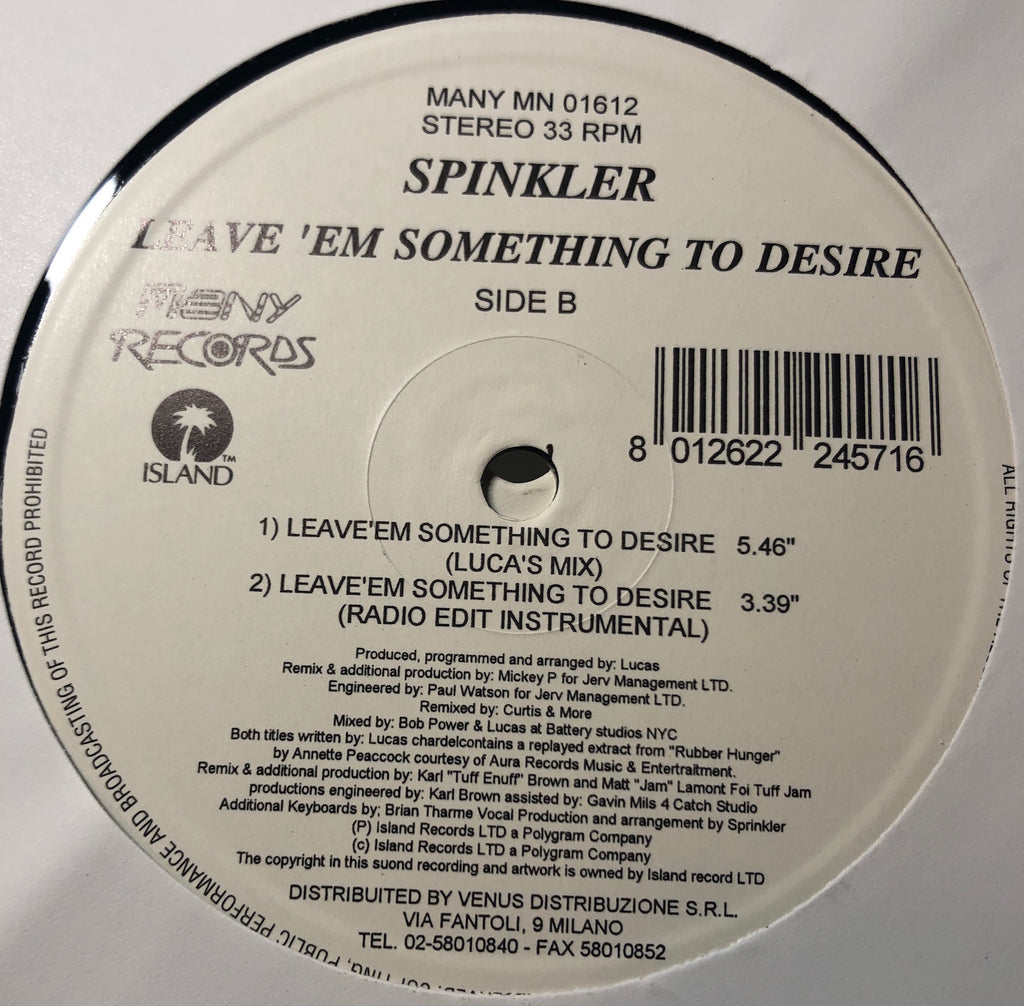 MANY MN 01612
STEREO 33 RPM
SPINKLER
LEAVE 'EM SOMETHING TO DESIRE
SIDE B
MANY
RECORDS
ISLAND
TM
8 012622 245716
1) LEAVE'EM SOMETHING TO DESIRE 5.46"
(LUCA'S MIX)
2) LEAVE'EM SOMETHING TO DESIRE 3.39"
(RADIO EDIT INSTRUMENTAL)
Produced, programmed and arranged by: Lucas
Remix & additional production by: Mickey P for Jerv Management LTD.
Engineered by: Paul Watson for Jerv Management LTD.
Remixed by: Curtis & More
Mixed by: Bob Power & Lucas at Battery studios NYC
Both titles written by: Lucas chardelcontains a replayed extract from "Rubber Hunger"
by Annette Peaccock courtesy of Aura Records Music & Entertraitment.
Remix & additional production by: Karl "Tuff Enuff" Brown and Matt "Jam" Lamont Foi Tuff Jam
productions engineered by: Karl Brown assisted by: Gavin Mils 4 Catch Studio
Additional Keyboards by; Brian Tharme Vocal Production and arrangement by Sprinkler
(P) Island Records LTD a Polygram Company
(c) Island Records LTD a Polygram Company
The copyright in this suond recording and artwork is owned by Island record LTD
DISTRIBUITED BY VENUS DISTRIBUZIONE S.R.L.
VIA FANTOLI, 9 MILANO
TEL. 02-58010840 - FAX 58010852
ALL RIGHTS OF
PUBLIC PERFORMANCE AND BROADCASTING OF THIS RECORD PROHIBITED